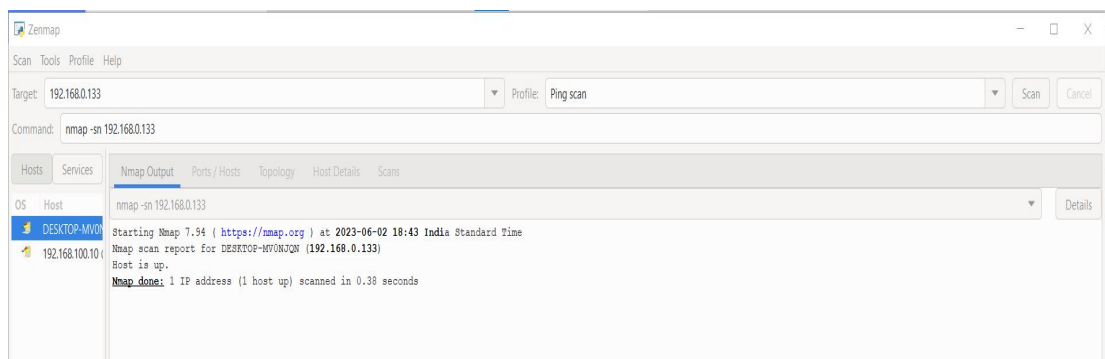 Zenmap
Scan Tools Profile Help
Target: 192.168.0.133 Profile: Ping scan Scan Cancel
Command: nmap -sn 192.168.0.133
Hosts Services Nmap Output Ports / Hosts Topology Host Details Scans
OS Host nmap -sn 192.168.0.133 Details
DESKTOP-MV0N
192.168.100.10 (
Starting Nmap 7.94 ( https://nmap.org ) at 2023-06-02 18:43 India Standard Time
Nmap scan report for DESKTOP-MV0NJQN (192.168.0.133)
Host is up.
Nmap done: 1 IP address (1 host up) scanned in 0.38 seconds